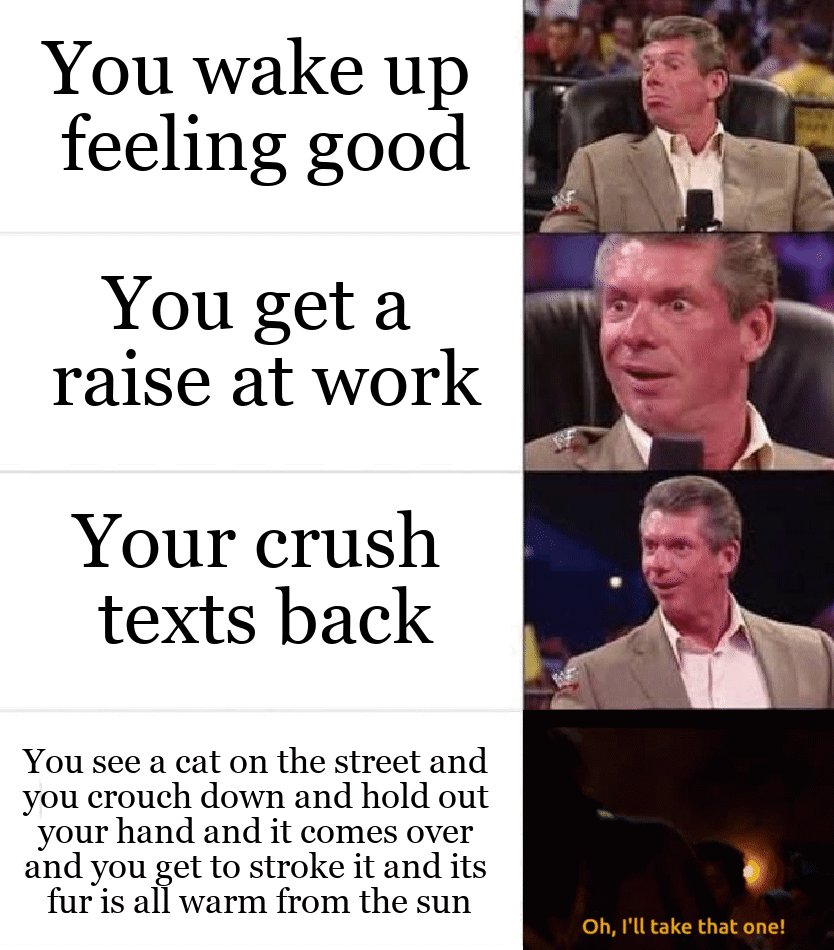 You wake up
feeling good
You get a
raise at work
Your crush
texts back
You see a cat on the street and
you crouch down and hold out
your hand and it comes over
and you get to stroke it and its
fur is all warm from the sun
Oh, I'll take that one!